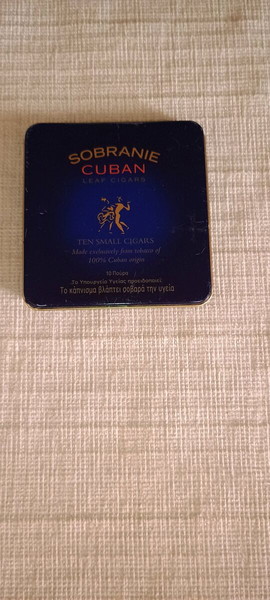 SOBRANIE
CUBAN
LEAF CIGARS
TEN SMALL CIGARS
Made exclusively from tobacco of
100% Cuban origin
10 Πούρα
Το Υπουργείο Υγείας προειδοποιεί
Το κάπνισμα βλάπτει σοβαρά την υγεία